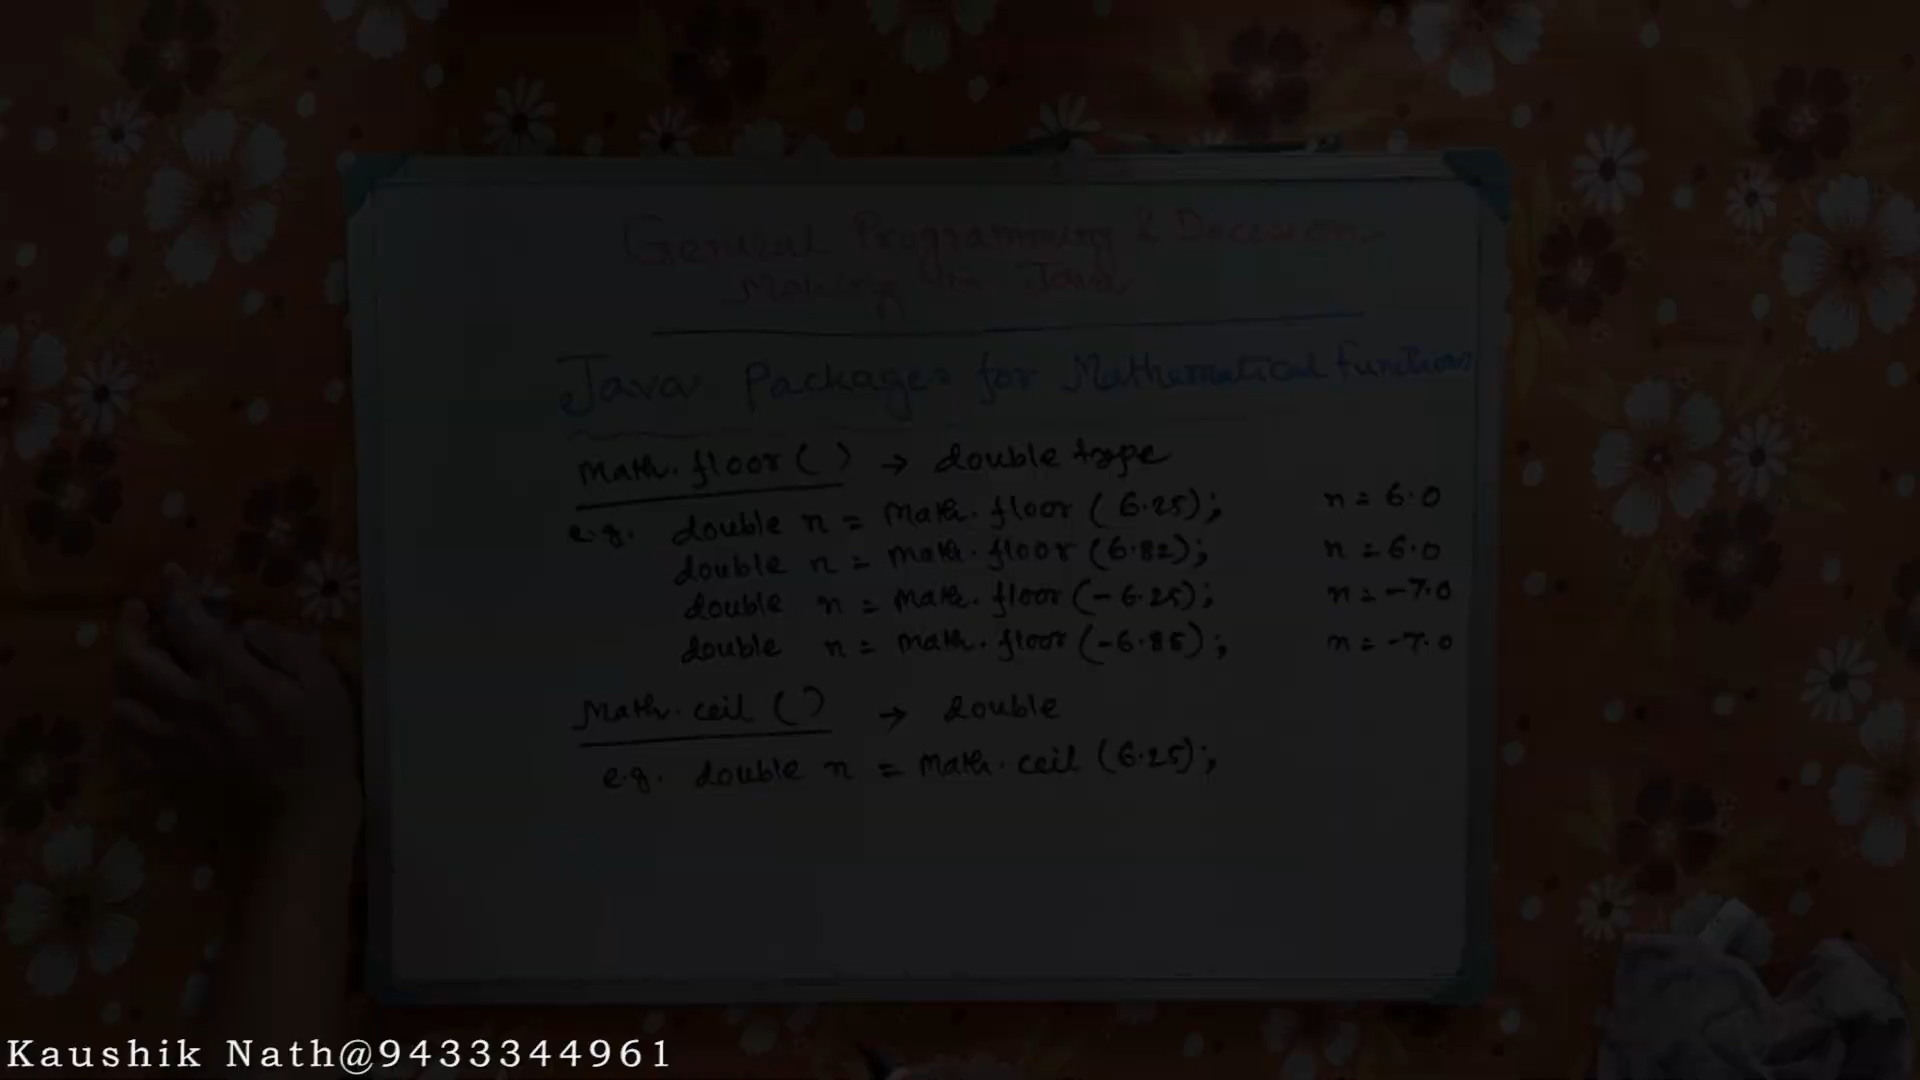 General Programming & Decision
Making in Java
Java Packages for Mathematical functions
Math.floor( ) → double type
e.g. double n = Math.floor(6.25); n = 6.0
double n = Math.floor(6.82); n = 6.0
double n = Math.floor(-6.25); n = -7.0
double n = Math.floor(-6.85); n = -7.0
Math.ceil( ) → double
e.g. double n = Math.ceil(6.25);
Kaushik Nath@9433344961